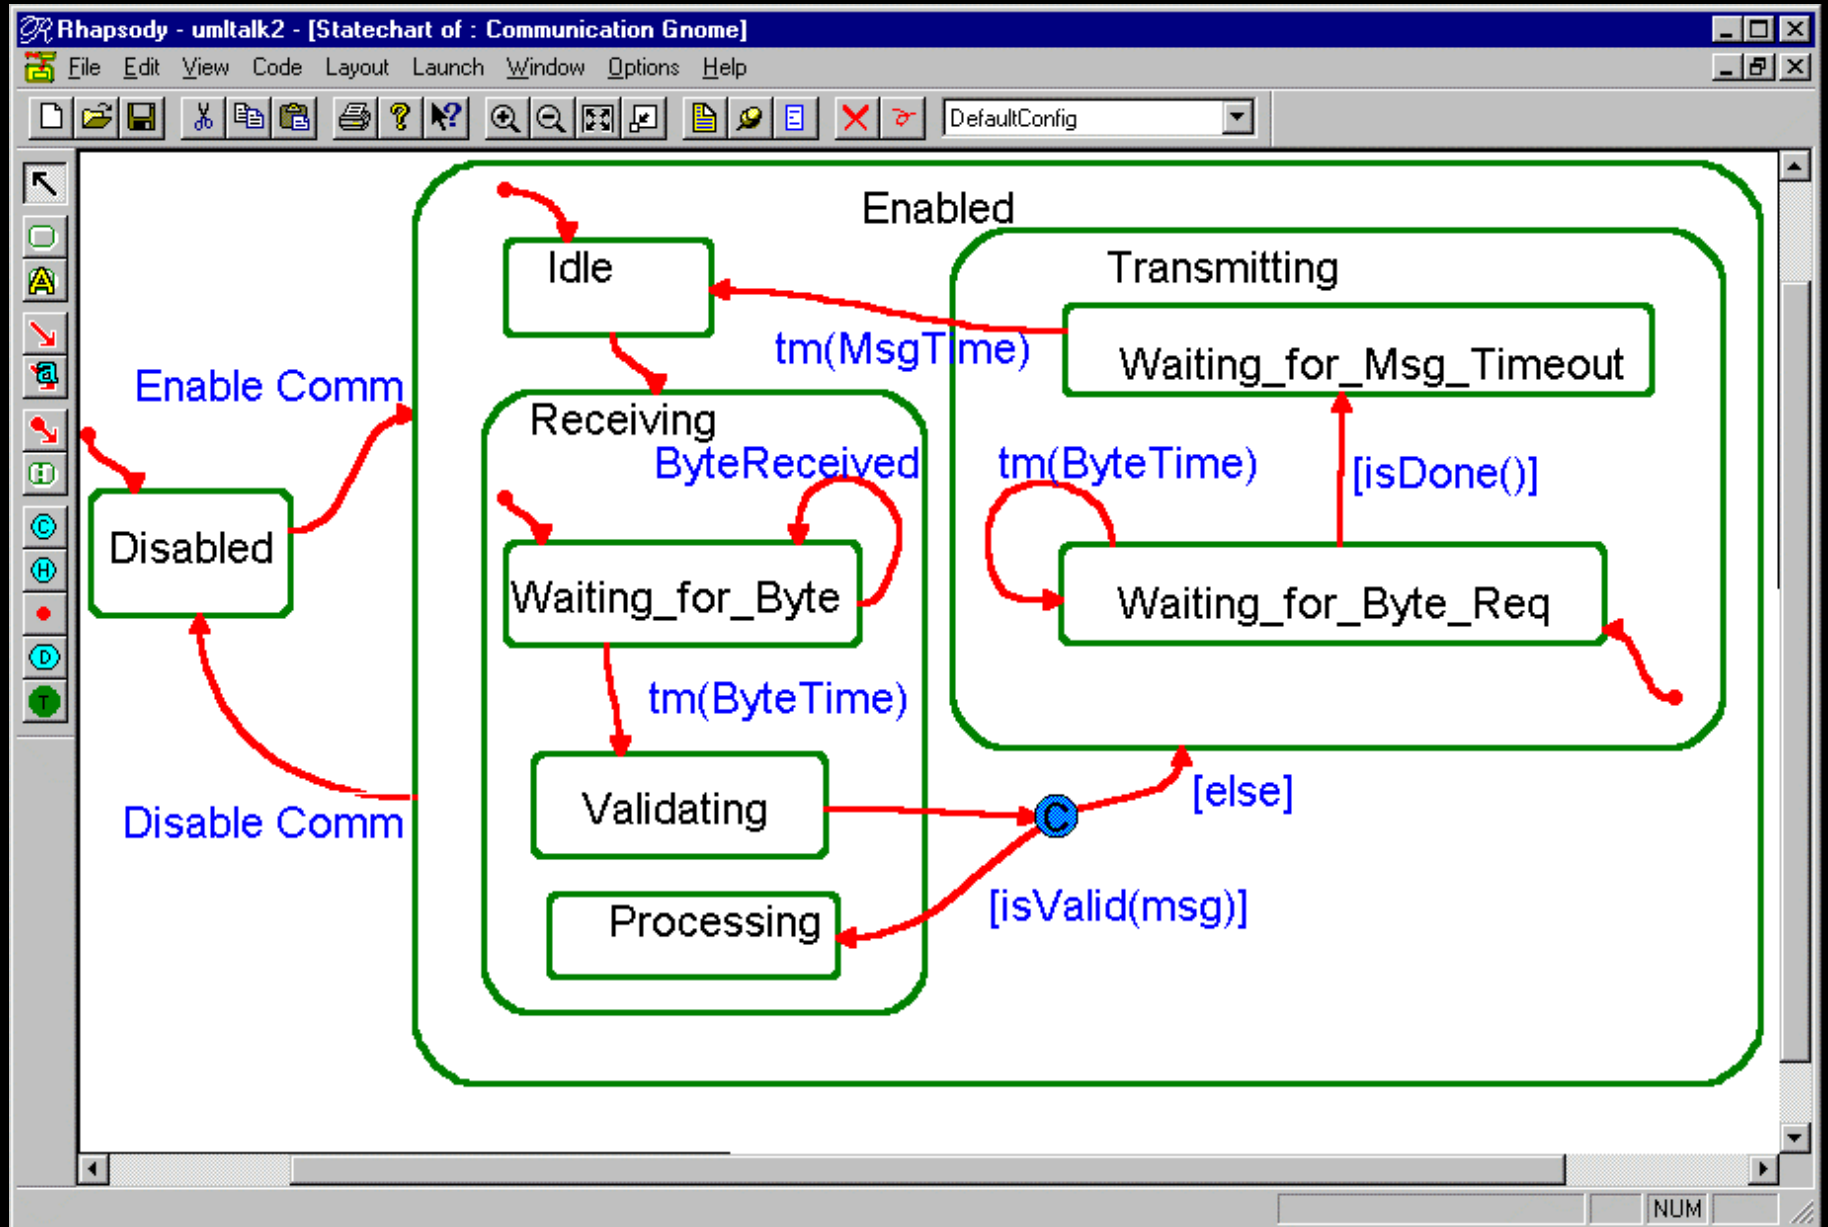 Rhapsody - umltalk2 - [Statechart of : Communication Gnome]
File Edit View Code Layout Launch Window Options Help
DefaultConfig
Enabled
Idle
Transmitting
tm(MsgTime)
Waiting_for_Msg_Timeout
Enable Comm
Receiving
ByteReceived
tm(ByteTime)
[isDone()]
Disabled
Waiting_for_Byte
Waiting_for_Byte_Req
tm(ByteTime)
[else]
Validating
C
Disable Comm
[isValid(msg)]
Processing
A
a
H
C
H
D
T
NUM